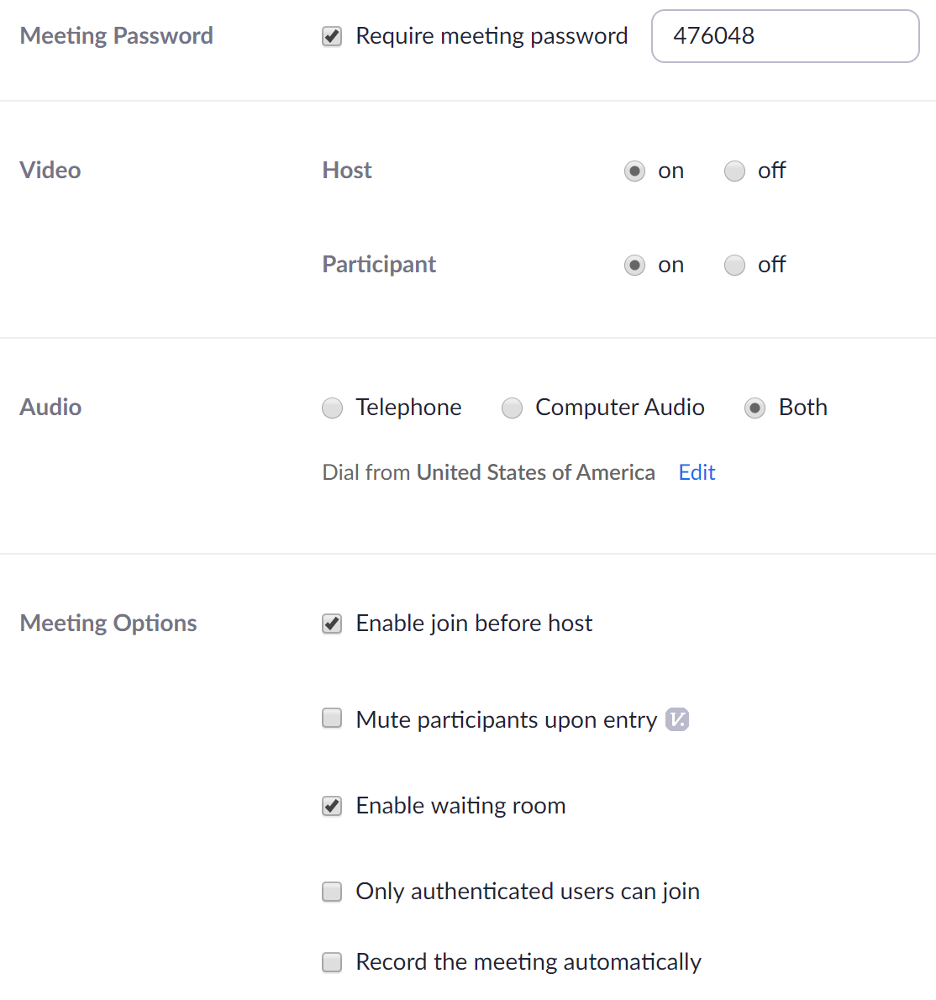 Meeting Password Require meeting password 476048
Video Host on off
Participant on off
Audio Telephone Computer Audio Both
Dial from United States of America Edit
Meeting Options Enable join before host
Mute participants upon entry V.
Enable waiting room
Only authenticated users can join
Record the meeting automatically